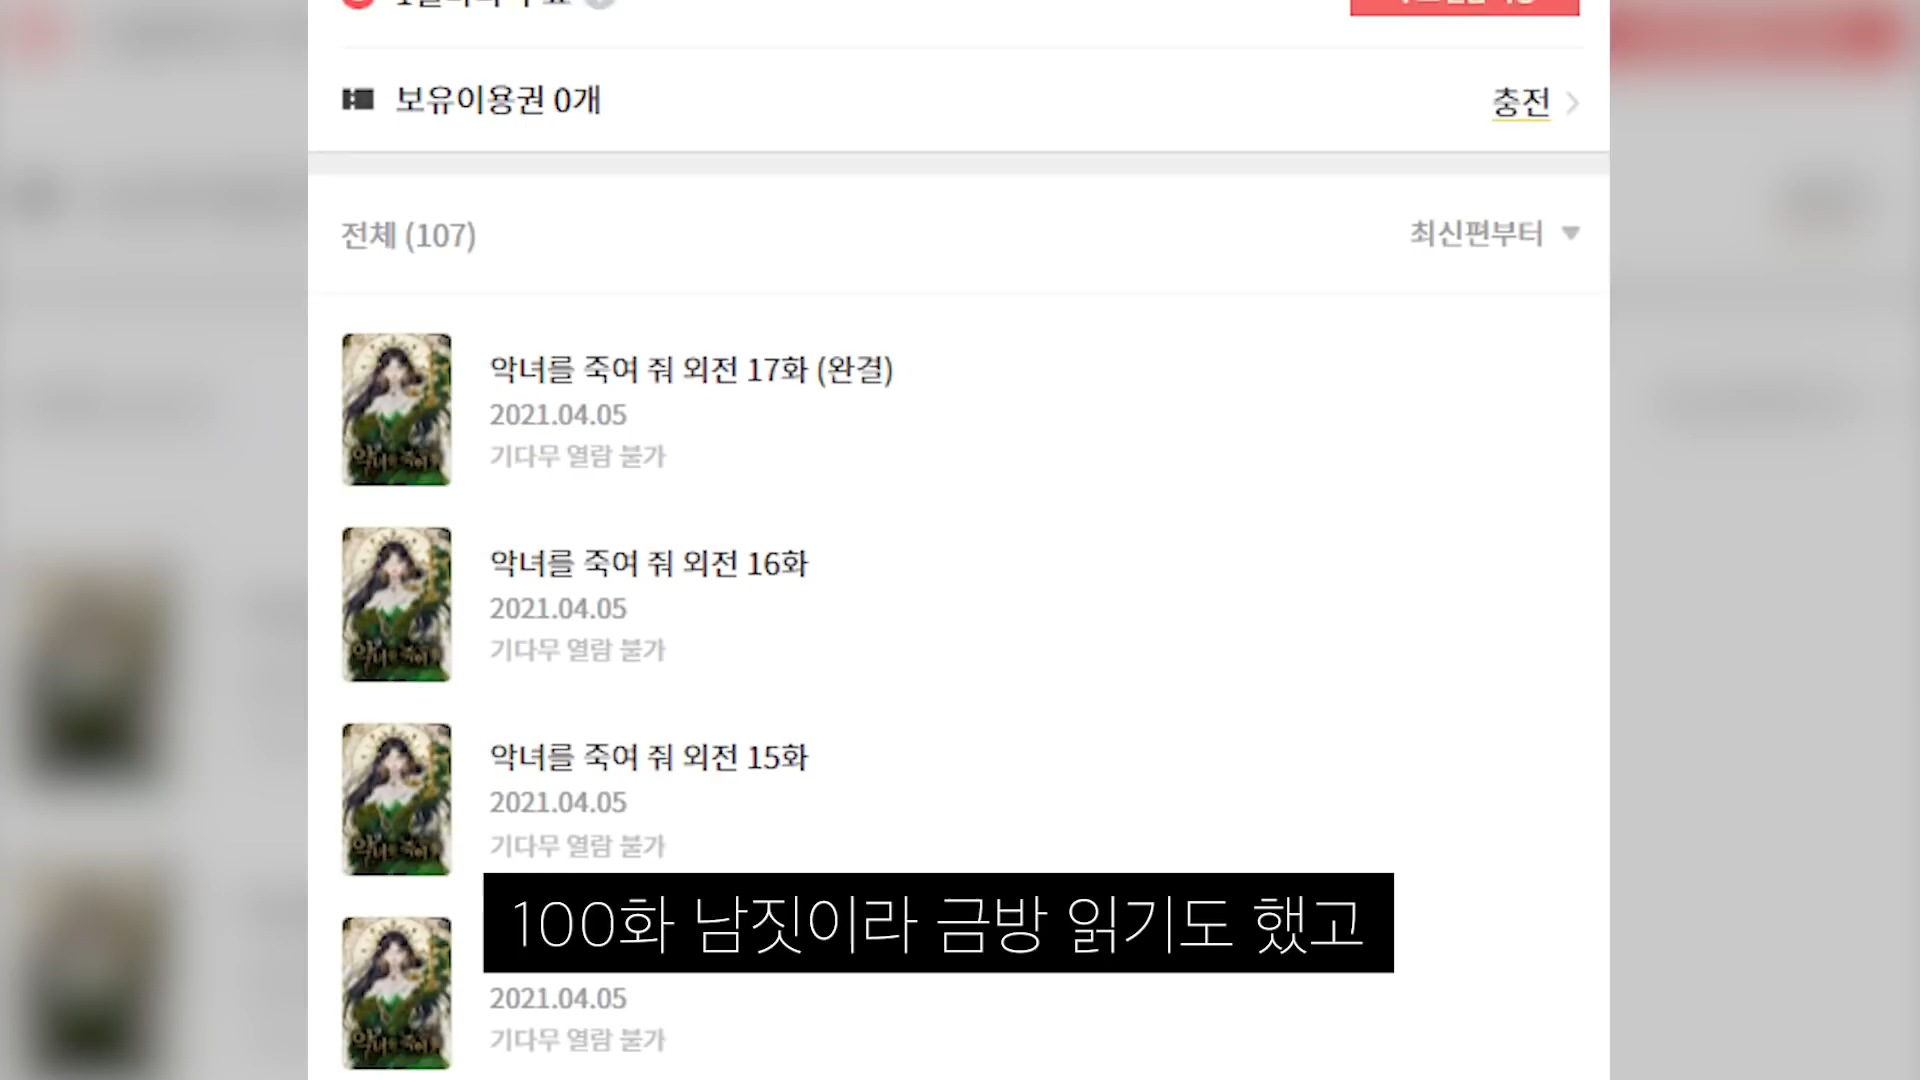 보유이용권 0개
충전
전체 (107)
최신편부터
악녀를 죽여 줘 외전 17화 (완결)
2021.04.05
기다무 열람 불가
악녀를 죽여 줘 외전 16화
2021.04.05
기다무 열람 불가
악녀를 죽여 줘 외전 15화
2021.04.05
기다무 열람 불가
100화 남짓이라 금방 읽기도 했고
2021.04.05
기다무 열람 불가